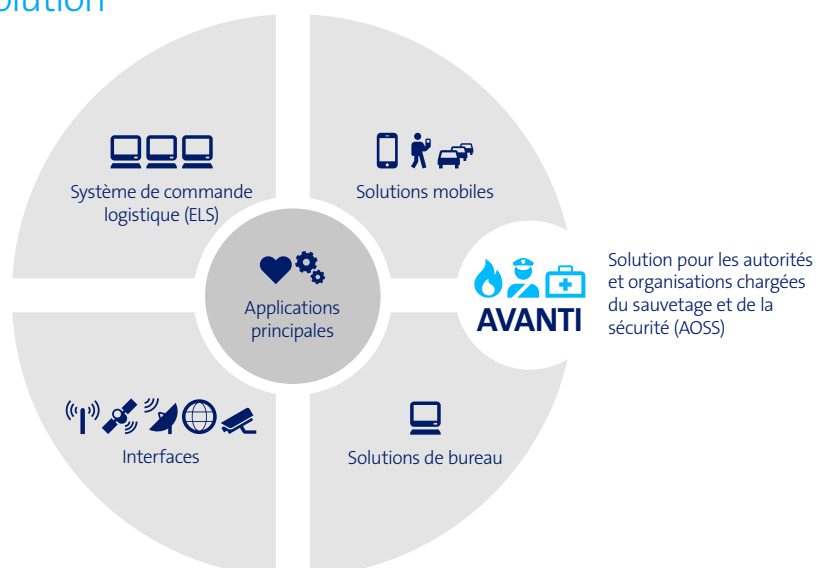 olution
Système de commande
logistique (ELS)
Solutions mobiles
Applications
principales
AVANTI
Solution pour les autorités
et organisations chargées
du sauvetage et de la
sécurité (AOSS)
Interfaces
Solutions de bureau